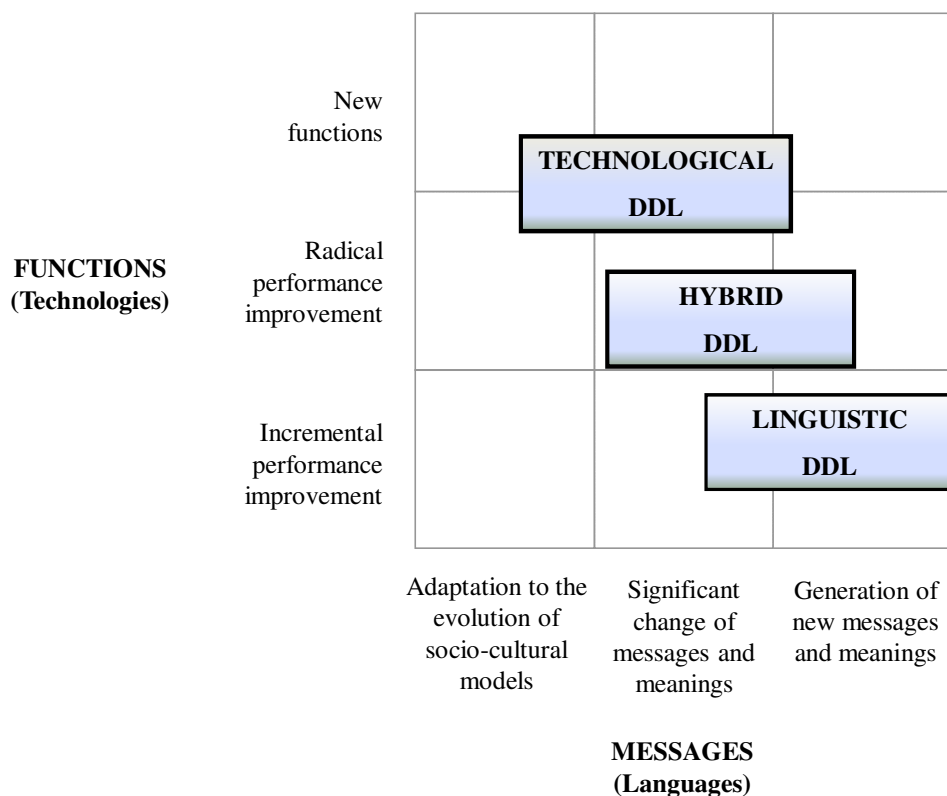 New
functions
TECHNOLOGICAL
DDL
FUNCTIONS
(Technologies)
Radical
performance
improvement
HYBRID
DDL
Incremental
performance
improvement
LINGUISTIC
DDL
Adaptation to the
evolution of
socio-cultural
models
Significant
change of
messages and
meanings
Generation of
new messages
and meanings
MESSAGES
(Languages)